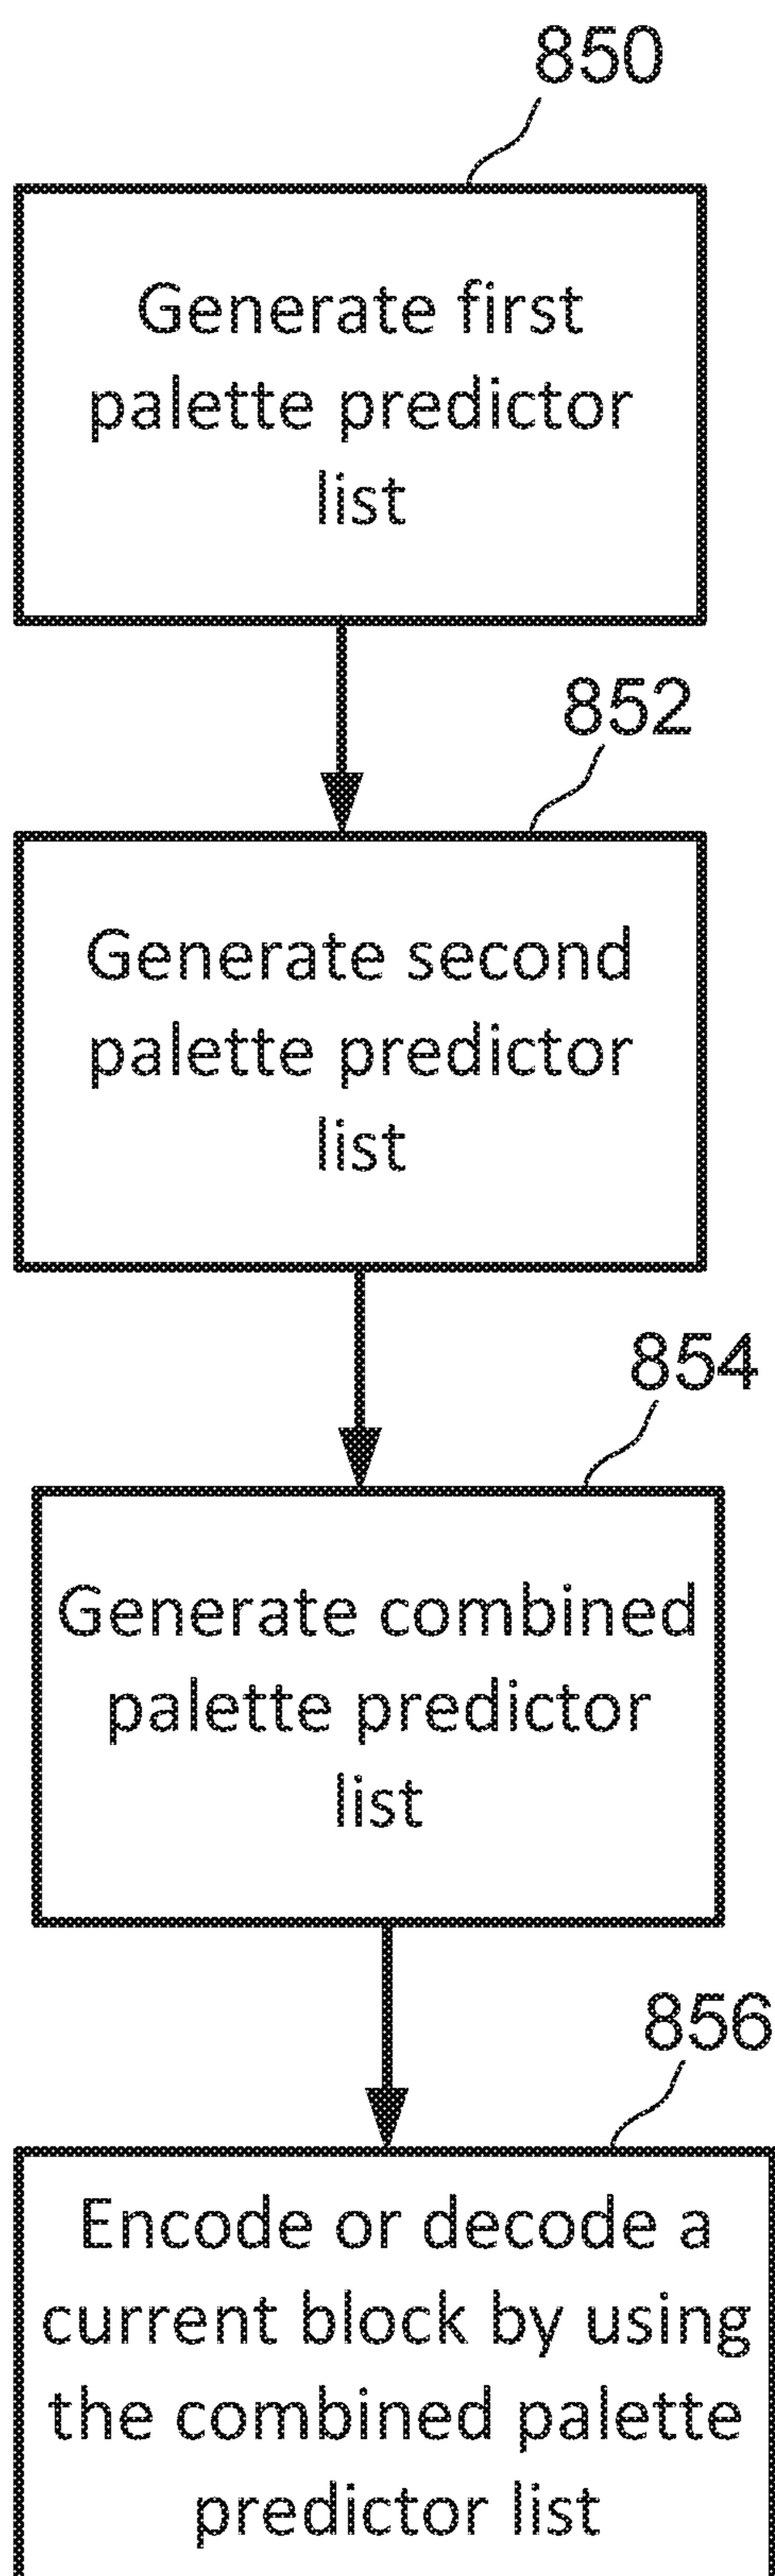 850
Generate first
palette predictor
list
852
Generate second
palette predictor
list
854
Generate combined
palette predictor
list
856
Encode or decode a
current block by using
the combined palette
predictor list